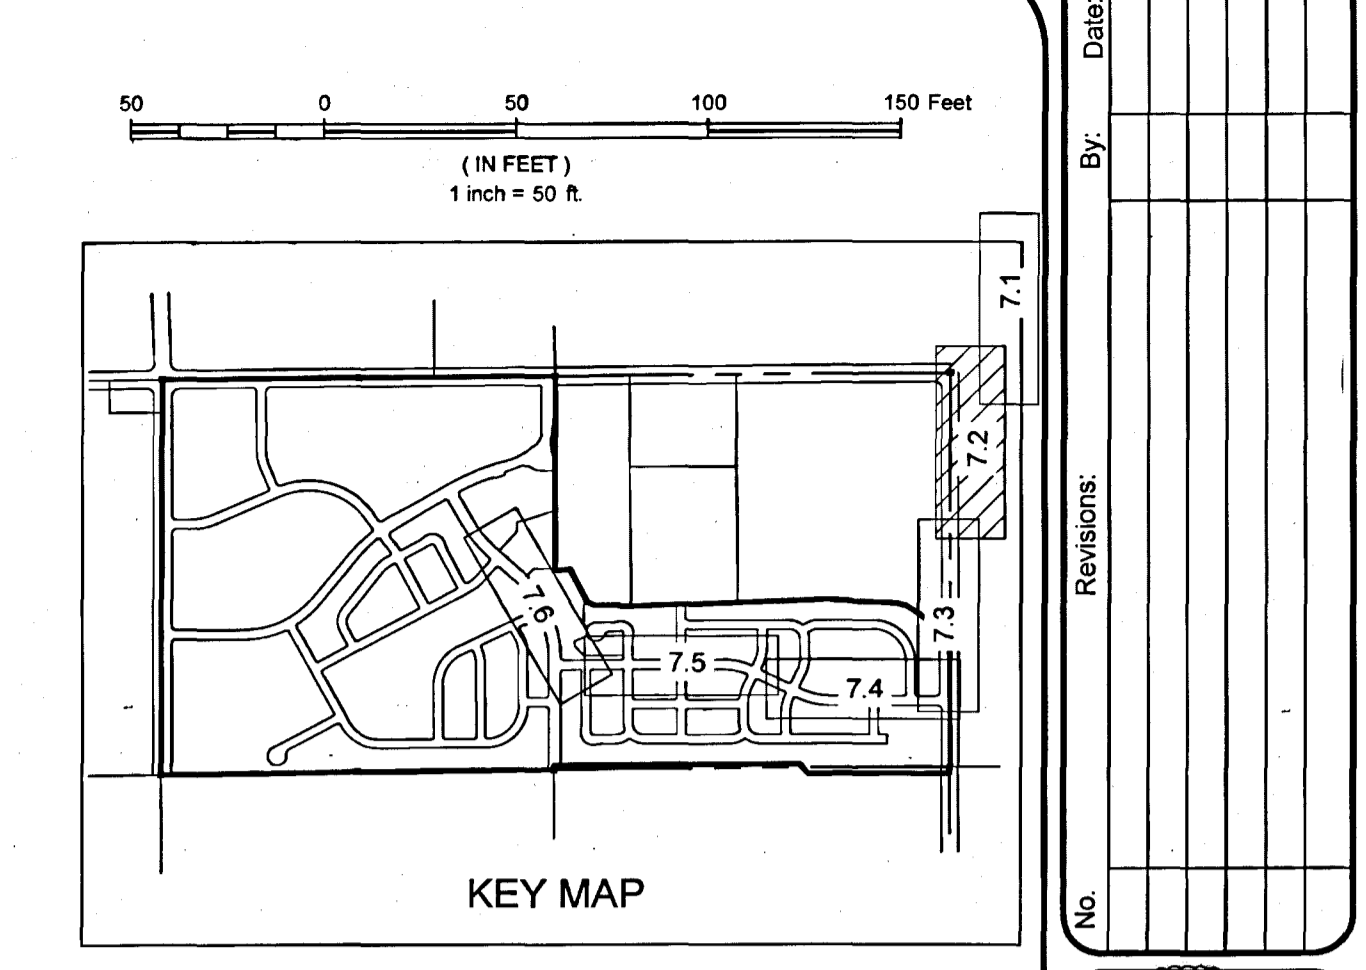 50 0 50 100 150 Feet
( IN FEET )
1 inch = 50 ft.
7.1
7.2
7.3
7.4
7.5
7.6
KEY MAP
No.
Revisions:
By:
Date: